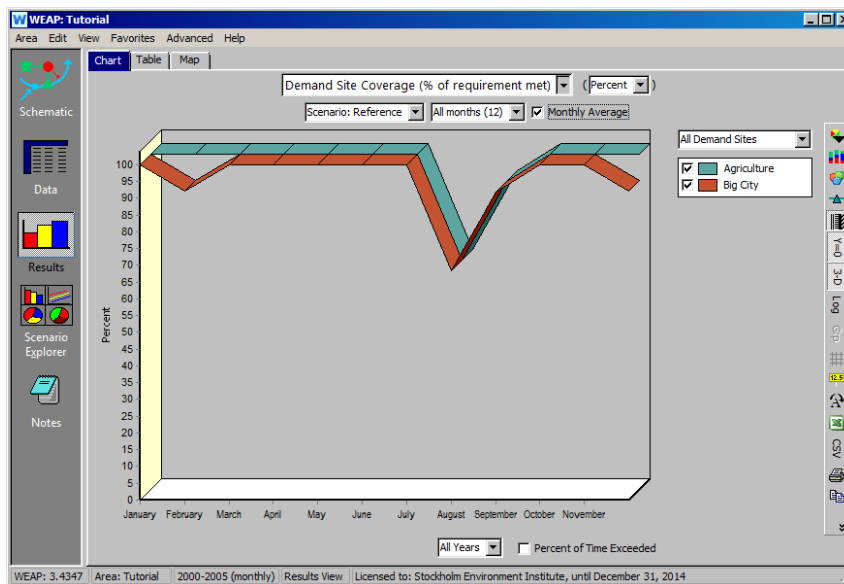 WEAP: Tutorial
Area Edit View Favorites Advanced Help
Chart Table Map
Demand Site Coverage (% of requirement met) (Percent)
Scenario: Reference All months (12) Monthly Average
Schematic
Data
Results
Scenario
Explorer
Notes
All Demand Sites
Agriculture
Big City
Percent
100
95
90
85
80
75
70
65
60
55
50
45
40
35
30
25
20
15
10
5
0
January February March April May June July August September October November
All Years Percent of Time Exceeded
Y=0
3-D
Log
12.5
A
CSV
WEAP: 3.4347 Area: Tutorial 2000-2005 (monthly) Results View Licensed to: Stockholm Environment Institute, until December 31, 2014